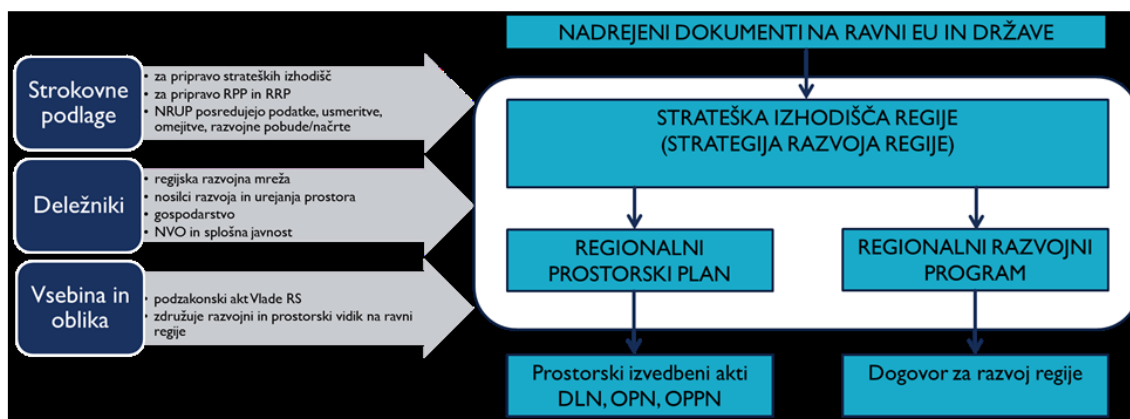 NADREJENI DOKUMENTI NA RAVNI EU IN DRŽAVE
Strokovne
podlage
• za pripravo strateških izhodišč
• za pripravo RPP in RRP
• NRUP posredujejo podatke, usmeritve,
omejitve, razvojne pobude/načrte
STRATEŠKA IZHODIŠČA REGIJE
(STRATEGIJA RAZVOJA REGIJE)
Deležniki
• regijska razvojna mreža
• nosilci razvoja in urejanja prostora
• gospodarstvo
• NVO in splošna javnost
REGIONALNI
PROSTORSKI PLAN
REGIONALNI RAZVOJNI
PROGRAM
Vsebina in
oblika
• podzakonski akt Vlade RS
• združuje razvojni in prostorski vidik na ravni
regije
Prostorski izvedbeni akti
DLN, OPN, OPPN
Dogovor za razvoj regije